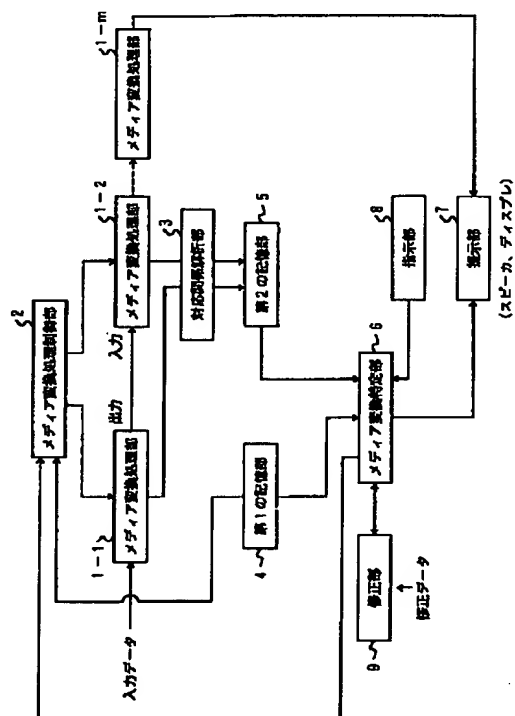 2
メディア変換処理制御部
入力データ
1-1
メディア変換処理部
出力
入力
1-2
メディア変換処理部
1-m
メディア変換処理部
3
対応関係解析部
4
第1の記憶部
5
第2の記憶部
6
メディア変換特定部
8
指示部
7
提示部
(スピーカ、ディスプレ)
9
修正部
修正データ